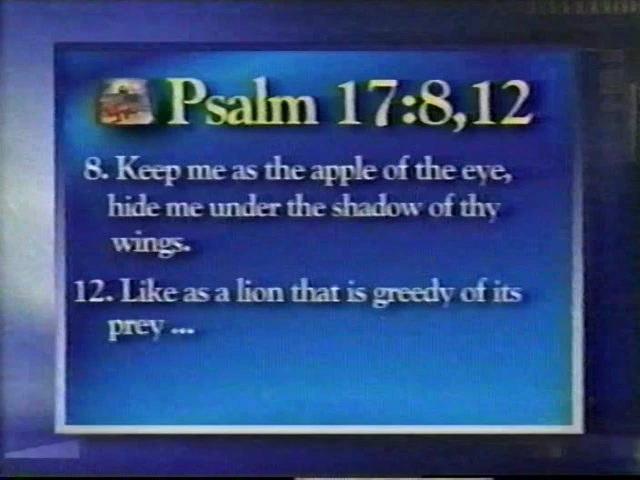 Psalm 17:8,12
8. Keep me as the apple of the eye,
hide me under the shadow of thy
wings.
12. Like as a lion that is greedy of its
prey ...